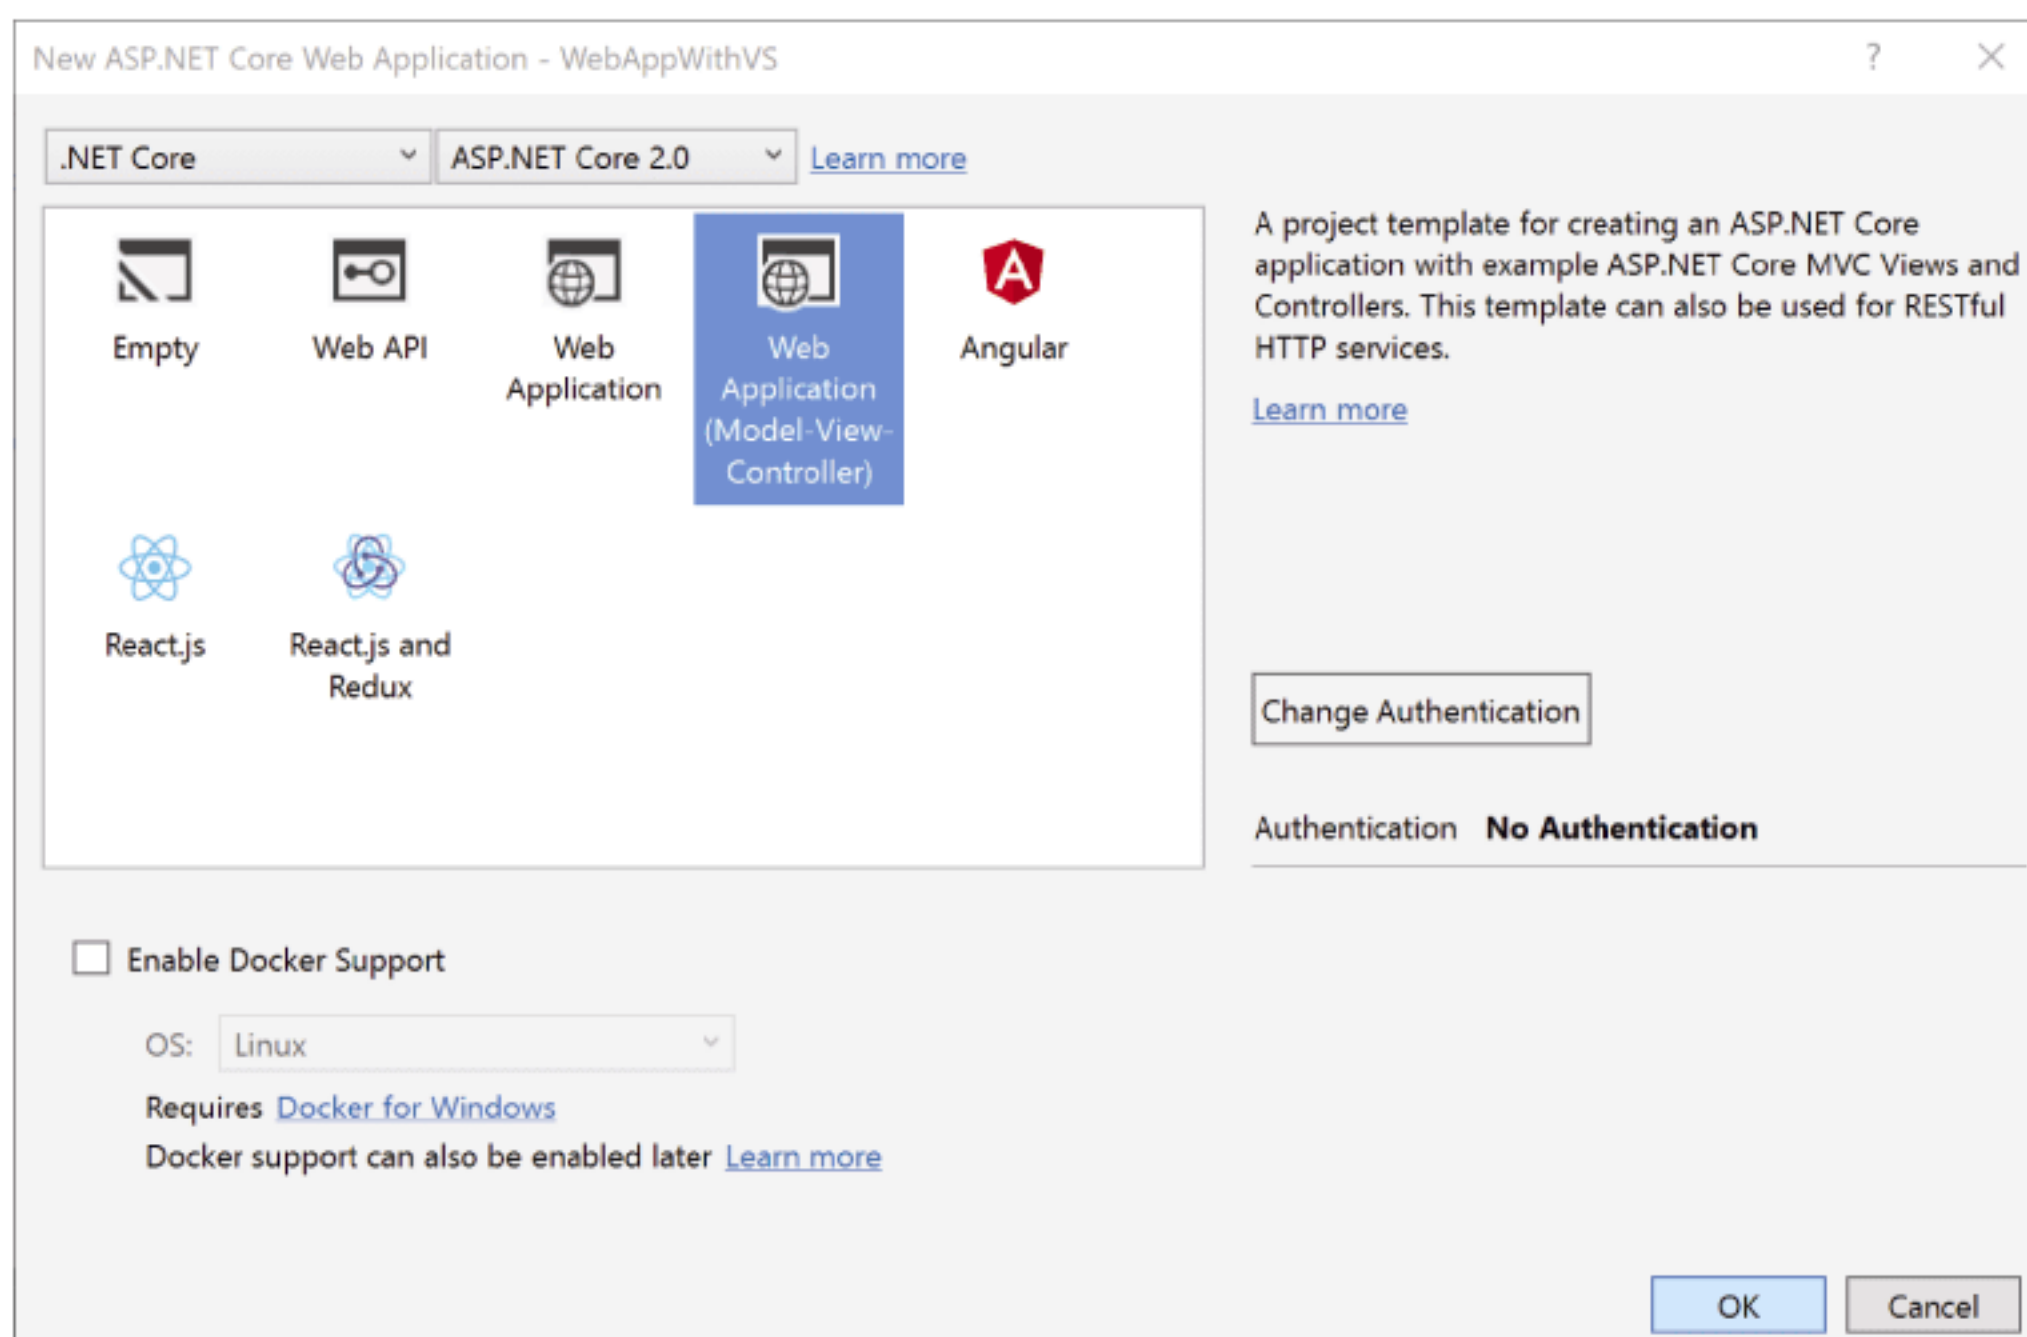 New ASP.NET Core Web Application - WebAppWithVS
?
.NET Core
ASP.NET Core 2.0
Learn more
Empty
Web API
Web
Application
Web
Application
(Model-View-
Controller)
Angular
React.js
React.js and
Redux
A project template for creating an ASP.NET Core
application with example ASP.NET Core MVC Views and
Controllers. This template can also be used for RESTful
HTTP services.
Learn more
Change Authentication
Authentication No Authentication
Enable Docker Support
OS: Linux
Requires Docker for Windows
Docker support can also be enabled later Learn more
OK
Cancel